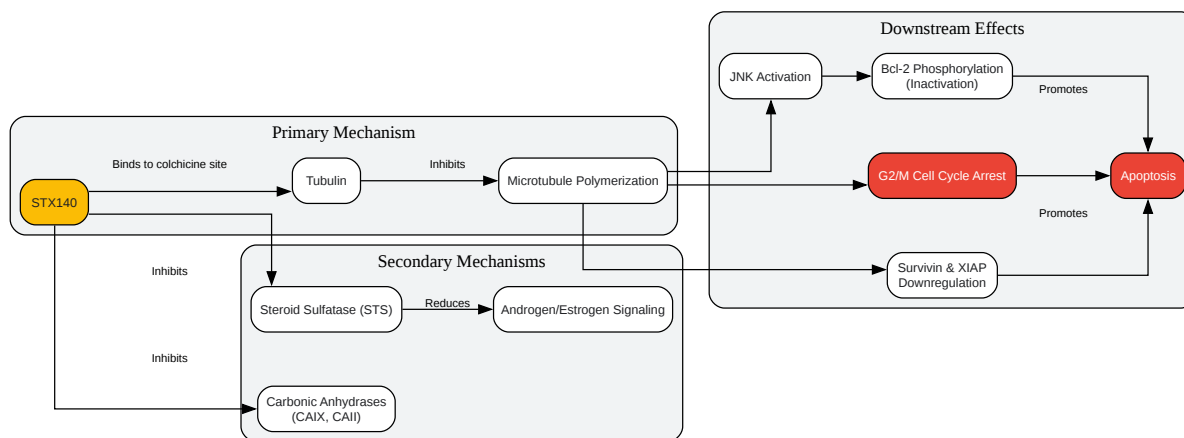 Downstream Effects
JNK Activation
Bcl-2 Phosphorylation
(Inactivation)
Promotes
Primary Mechanism
Binds to colchicine site
Inhibits
STX140
Tubulin
Microtubule Polymerization
G2/M Cell Cycle Arrest
Apoptosis
Promotes
Secondary Mechanisms
Inhibits
Survivin & XIAP
Downregulation
Steroid Sulfatase (STS)
Reduces
Androgen/Estrogen Signaling
Inhibits
Carbonic Anhydrases
(CAIX, CAII)